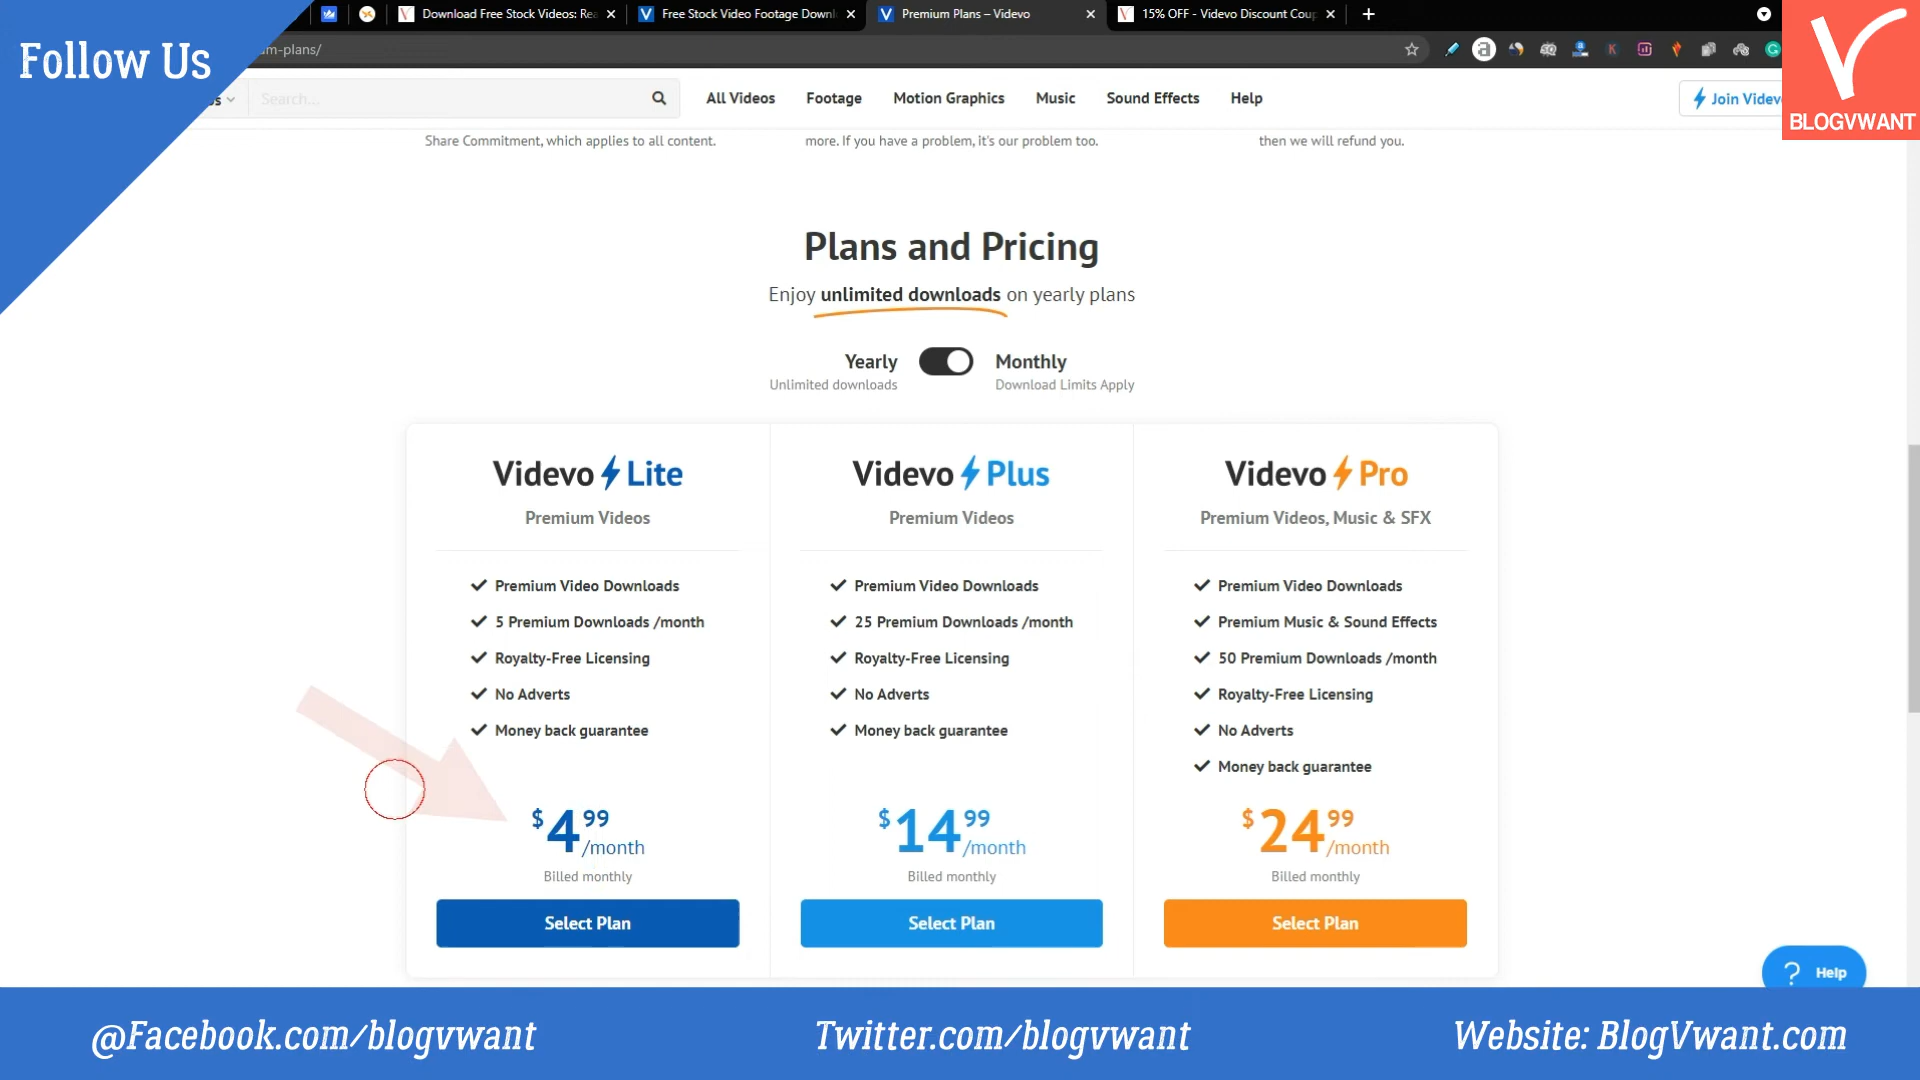 Follow Us
Download Free Stock Videos: Rea
Free Stock Video Footage Downl
Premium Plans – Videvo
15% OFF - Videvo Discount Coup
m-plans/
Search...
All Videos
Footage
Motion Graphics
Music
Sound Effects
Help
Join Videv
BLOGVWANT
Share Commitment, which applies to all content.
more. If you have a problem, it's our problem too.
then we will refund you.
Plans and Pricing
Enjoy unlimited downloads on yearly plans
Yearly
Unlimited downloads
Monthly
Download Limits Apply
Videvo Lite
Premium Videos
Premium Video Downloads
5 Premium Downloads /month
Royalty-Free Licensing
No Adverts
Money back guarantee
$4 99 /month
Billed monthly
Select Plan
Videvo Plus
Premium Videos
Premium Video Downloads
25 Premium Downloads /month
Royalty-Free Licensing
No Adverts
Money back guarantee
$14 99 /month
Billed monthly
Select Plan
Videvo Pro
Premium Videos, Music & SFX
Premium Video Downloads
Premium Music & Sound Effects
50 Premium Downloads /month
Royalty-Free Licensing
No Adverts
Money back guarantee
$24 99 /month
Billed monthly
Select Plan
? Help
@Facebook.com/blogvwant
Twitter.com/blogvwant
Website: BlogVwant.com